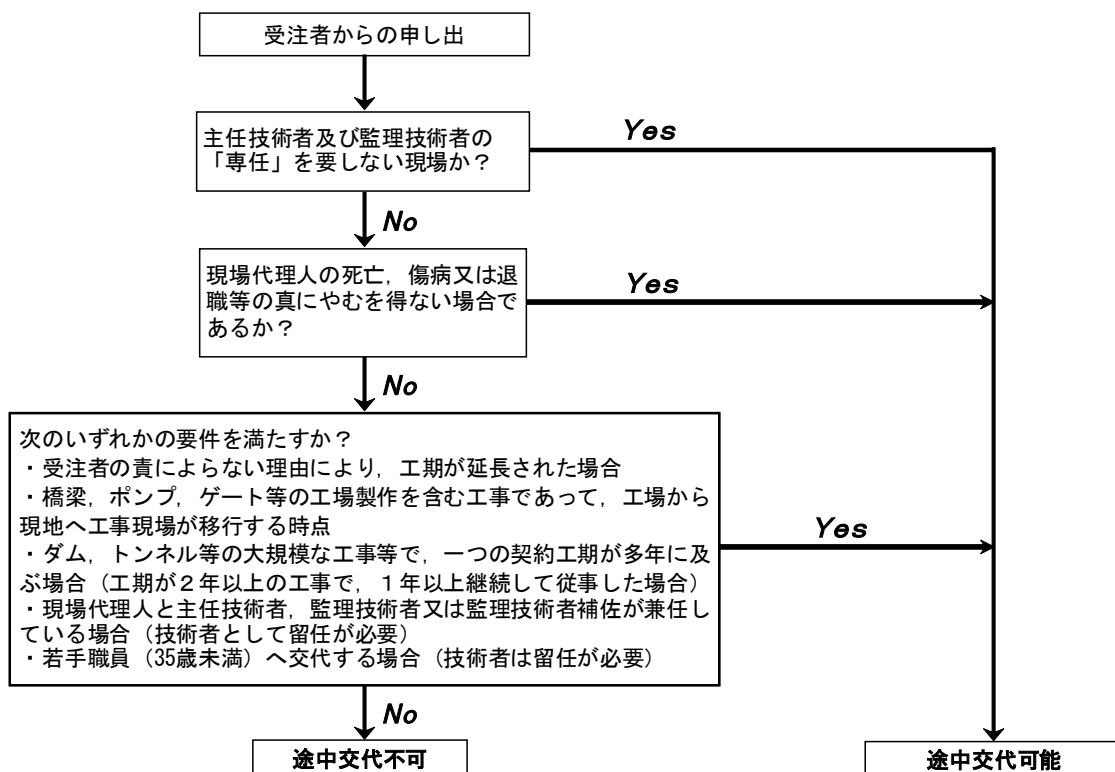 受注者からの申し出
主任技術者及び監理技術者の
「専任」を要しない現場か？
Yes
No
現場代理人の死亡，傷病又は退
職等の真にやむを得ない場合で
あるか？
Yes
No
次のいずれかの要件を満たすか？
・受注者の責によらない理由により，工期が延長された場合
・橋梁，ポンプ，ゲート等の工場製作を含む工事であって，工場から
現地へ工事現場が移行する時点
・ダム，トンネル等の大規模な工事等で，一つの契約工期が多年に及
ぶ場合（工期が２年以上の工事で，１年以上継続して従事した場合）
・現場代理人と主任技術者，監理技術者又は監理技術者補佐が兼任し
ている場合（技術者として留任が必要）
・若手職員（35歳未満）へ交代する場合（技術者は留任が必要）
Yes
No
途中交代不可
途中交代可能